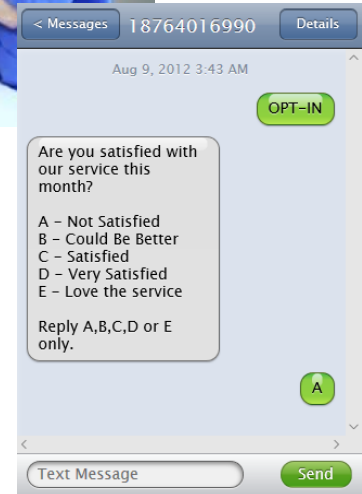 < Messages 18764016990 Details
Aug 9, 2012 3:43 AM
OPT-IN
Are you satisfied with
our service this
month?
A – Not Satisfied
B – Could Be Better
C – Satisfied
D – Very Satisfied
E – Love the service
Reply A,B,C,D or E
only.
A
Text Message Send